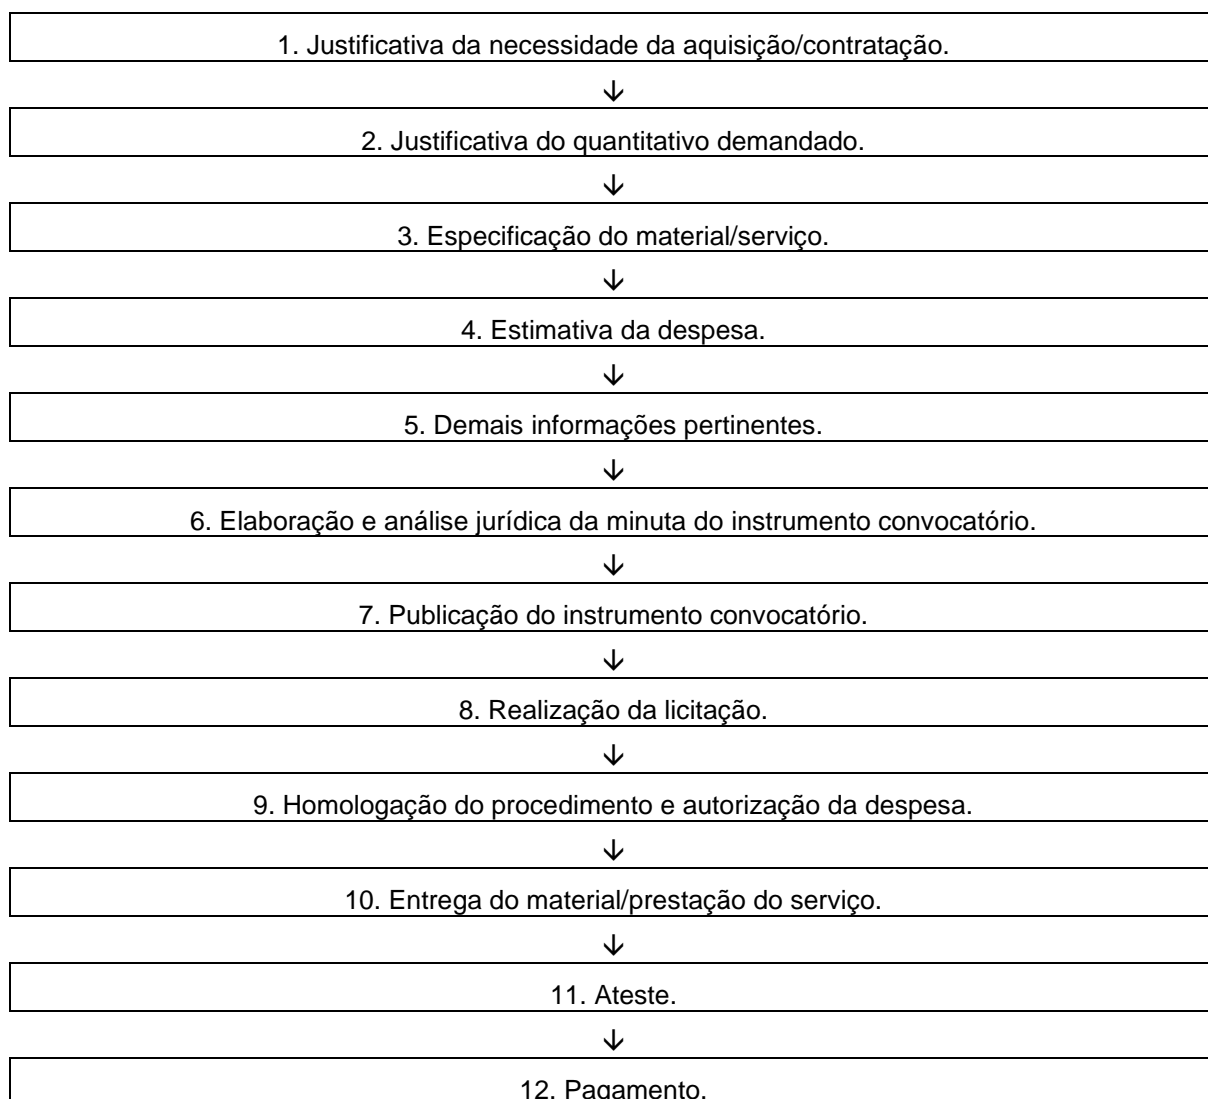 1. Justificativa da necessidade da aquisição/contratação.
↓
2. Justificativa do quantitativo demandado.
↓
3. Especificação do material/serviço.
↓
4. Estimativa da despesa.
↓
5. Demais informações pertinentes.
↓
6. Elaboração e análise jurídica da minuta do instrumento convocatório.
↓
7. Publicação do instrumento convocatório.
↓
8. Realização da licitação.
↓
9. Homologação do procedimento e autorização da despesa.
↓
10. Entrega do material/prestação do serviço.
↓
11. Ateste.
↓
12. Pagamento.